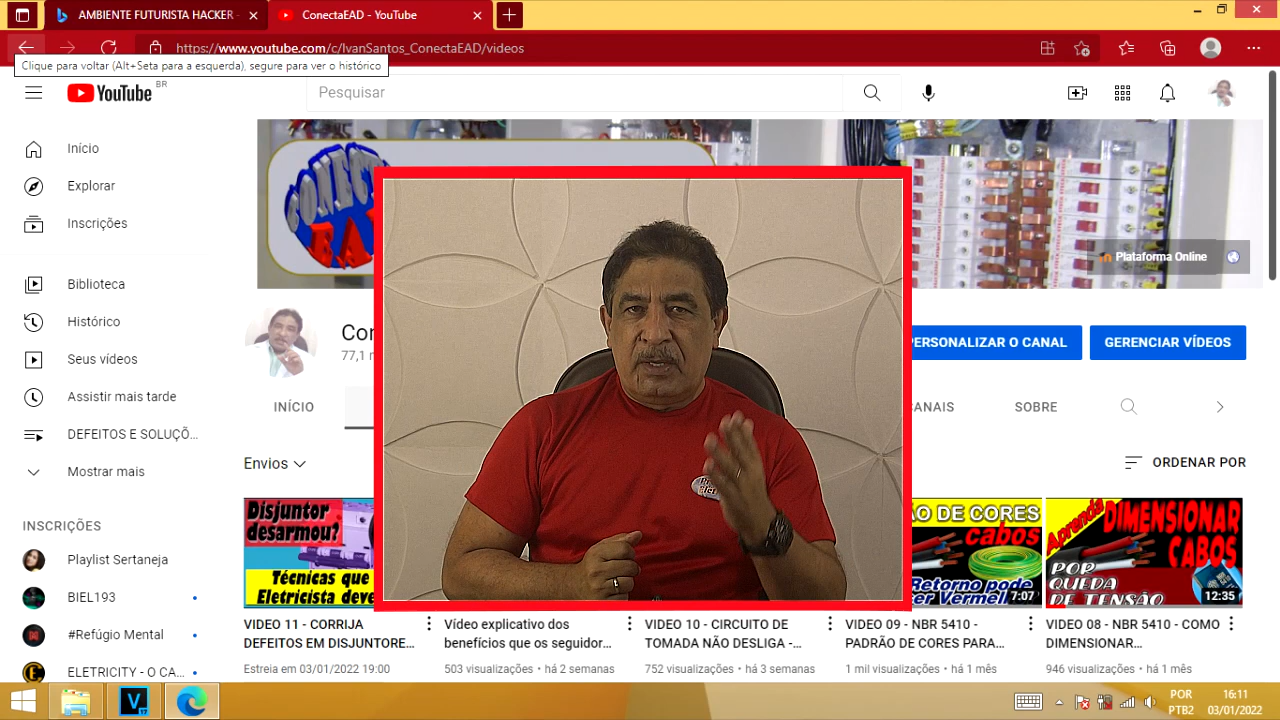 AMBIENTE FUTURISTA HACKER -
ConectaEAD - YouTube
https://www.youtube.com/c/IvanSantos_ConectaEAD/videos
Clique para voltar (Alt+Seta para a esquerda), segure para ver o histórico
YouTube BR
Pesquisar
Início
Explorar
Inscrições
Biblioteca
Histórico
Seus vídeos
Assistir mais tarde
DEFEITOS E SOLUÇÕ...
Mostrar mais
INSCRIÇÕES
Playlist Sertaneja
BIEL193
#Refúgio Mental
ELETRICITY - O CA...
Plataforma Online
77,1
PERSONALIZAR O CANAL
GERENCIAR VÍDEOS
INÍCIO
CANAIS
SOBRE
Envios
ORDENAR POR
Disjuntor
desarmou?
Técnicas que
Eletricista
VIDEO 11 - CORRIJA
DEFEITOS EM DISJUNTORE...
Estreia em 03/01/2022 19:00
Vídeo explicativo dos
benefícios que os seguidor...
503 visualizações • há 2 semanas
VIDEO 10 - CIRCUITO DE
TOMADA NÃO DESLIGA -...
752 visualizações • há 3 semanas
DE CORES
cabos
Retorno pode
ser Vermel
7:07
VIDEO 09 - NBR 5410 -
PADRÃO DE CORES PARA...
1 mil visualizações • há 1 mês
Aprenda
DIMENSIONAR
CABOS
POR
QUEDA
DE TENSÃO
12:35
VIDEO 08 - NBR 5410 - COMO
DIMENSIONAR...
946 visualizações • há 1 mês
POR
PTB2
16:11
03/01/2022